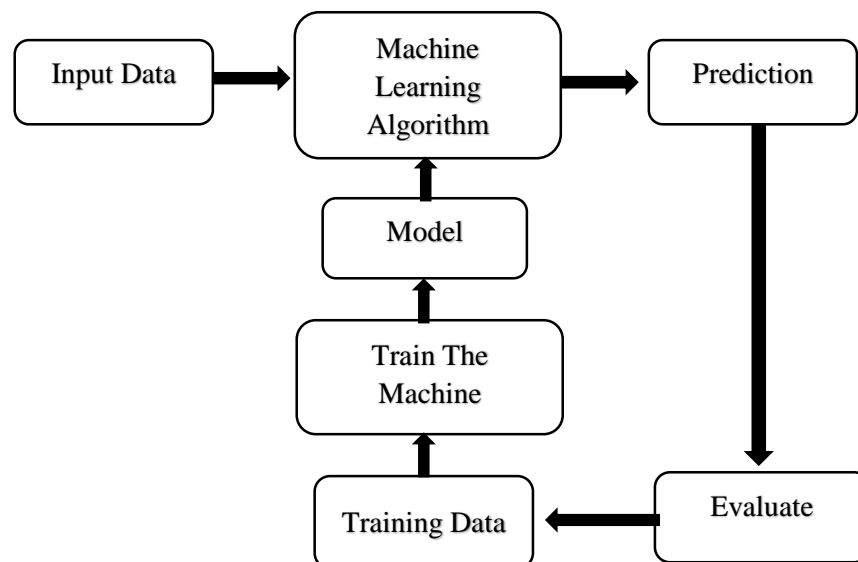 Input Data
Machine
Learning
Algorithm
Prediction
Model
Train The
Machine
Training Data
Evaluate